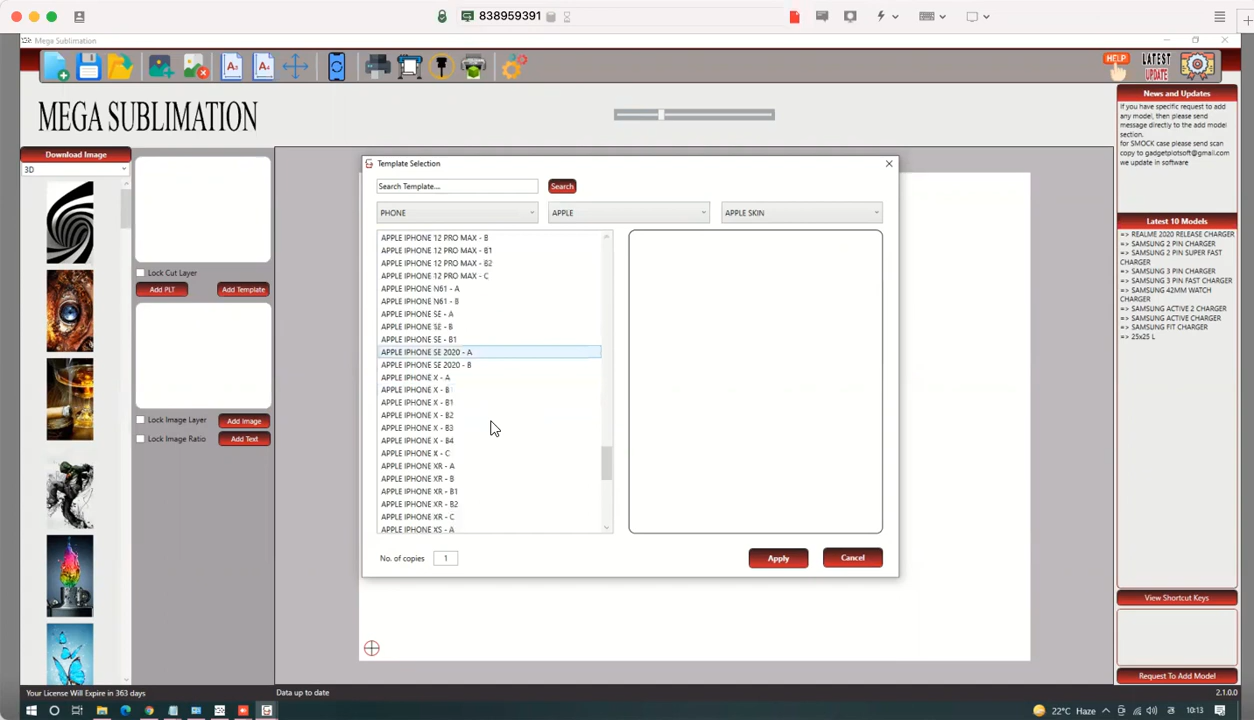 838959391
Mega Sublimation
A3
A4
HELP
LATEST
UPDATE
MEGA SUBLIMATION
Download Image
3D
Lock Cut Layer
Add PLT
Add Template
Lock Image Layer
Add Image
Lock Image Ratio
Add Text
Template Selection
Search Template....
Search
PHONE
APPLE
APPLE SKIN
APPLE IPHONE 12 PRO MAX - B
APPLE IPHONE 12 PRO MAX - B1
APPLE IPHONE 12 PRO MAX - B2
APPLE IPHONE 12 PRO MAX - C
APPLE IPHONE N61 - A
APPLE IPHONE N61 - B
APPLE IPHONE SE - A
APPLE IPHONE SE - B
APPLE IPHONE SE - B1
APPLE IPHONE SE 2020 - A
APPLE IPHONE SE 2020 - B
APPLE IPHONE X - A
APPLE IPHONE X - B
APPLE IPHONE X - B1
APPLE IPHONE X - B2
APPLE IPHONE X - B3
APPLE IPHONE X - B4
APPLE IPHONE X - C
APPLE IPHONE XR - A
APPLE IPHONE XR - B
APPLE IPHONE XR - B1
APPLE IPHONE XR - B2
APPLE IPHONE XR - C
APPLE IPHONE XS - A
No. of copies
1
Apply
Cancel
News and Updates
If you have specific request to add
any model, then please send
message directly to the add model
section.
for SMOCK case please send scan
copy to gadgetplotsoft@gmail.com
we update in software
Latest 10 Models
=> REALME 2020 RELEASE CHARGER
=> SAMSUNG 2 PIN CHARGER
=> SAMSUNG 2 PIN SUPER FAST
CHARGER
=> SAMSUNG 3 PIN CHARGER
=> SAMSUNG 3 PIN FAST CHARGER
=> SAMSUNG 42MM WATCH
CHARGER
=> SAMSUNG ACTIVE 2 CHARGER
=> SAMSUNG ACTIVE CHARGER
=> SAMSUNG FIT CHARGER
=> 25x25 L
View Shortcut Keys
Request To Add Model
Your License Will Expire in 363 days
Data up to date
2.1.0.0
22°C Haze
10:13